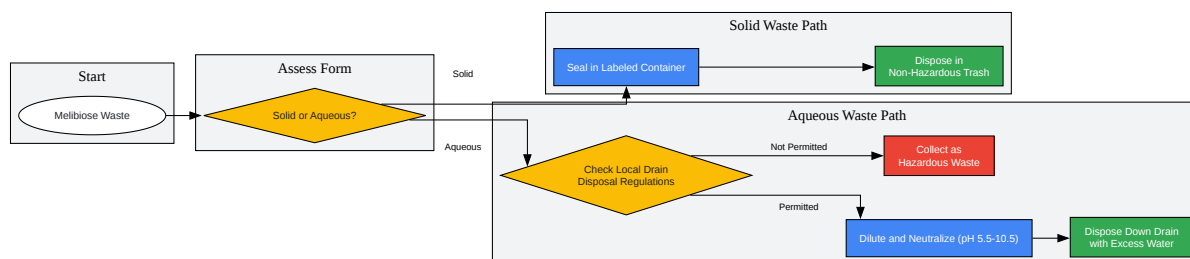 Start
Melibiose Waste
Assess Form
Solid or Aqueous?
Solid
Aqueous
Solid Waste Path
Seal in Labeled Container
Dispose in
Non-Hazardous Trash
Aqueous Waste Path
Check Local Drain
Disposal Regulations
Not Permitted
Collect as
Hazardous Waste
Permitted
Dilute and Neutralize (pH 5.5-10.5)
Dispose Down Drain
with Excess Water